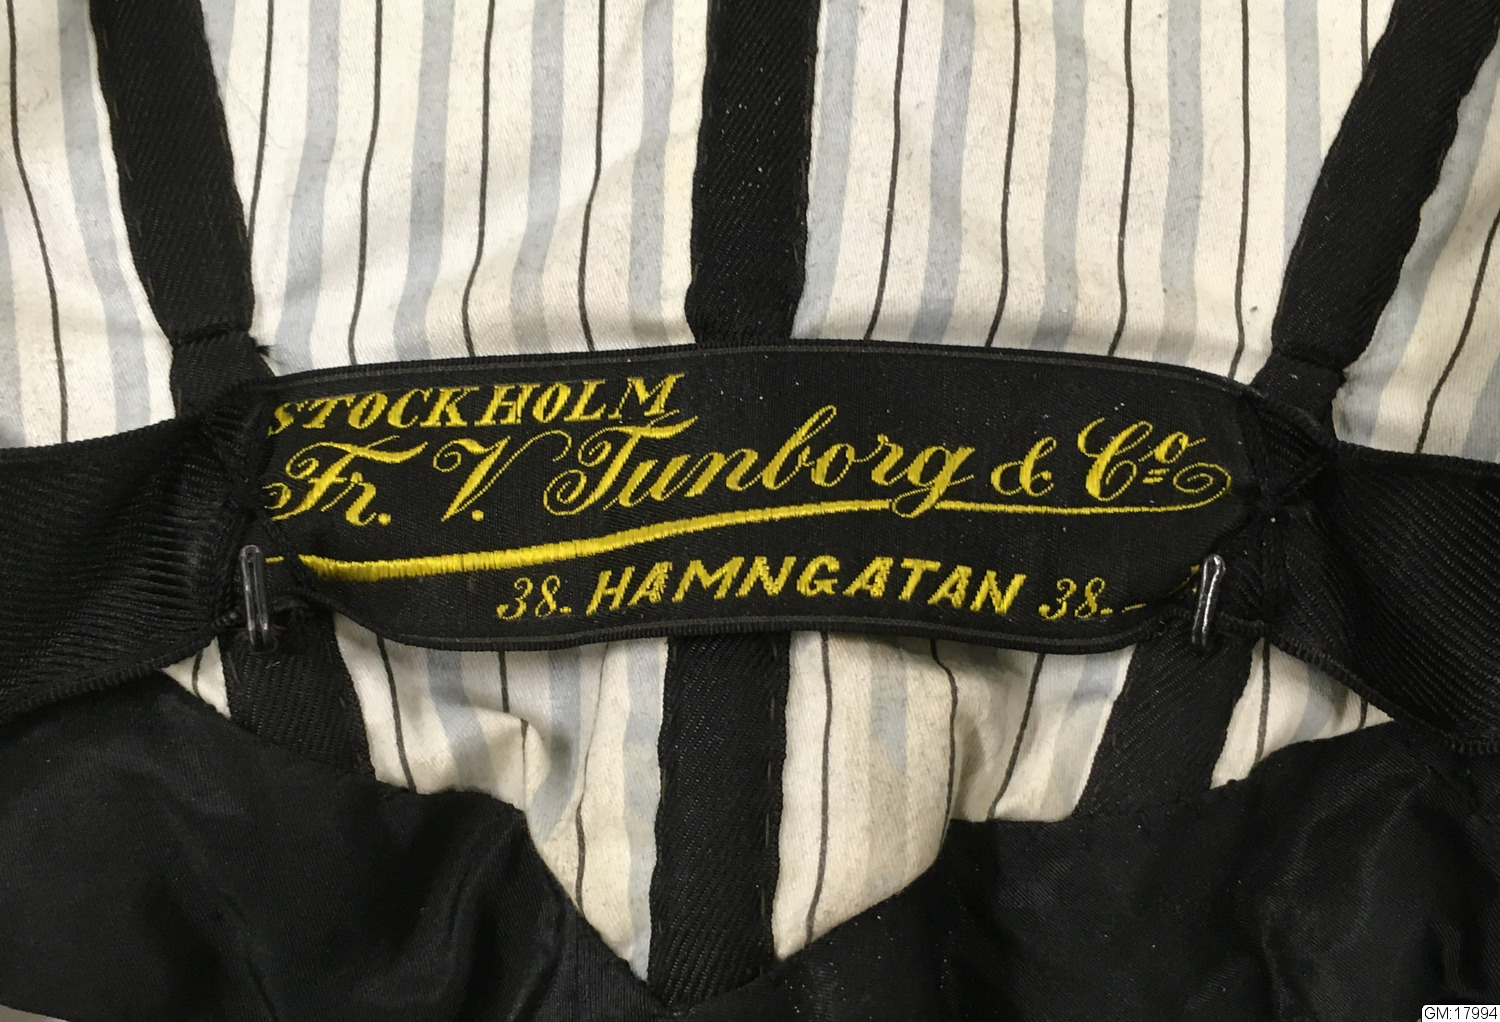 STOCKHOLM
Fr. V. Tunborg & Co
38. HAMNGATAN 38.-
GM:17994